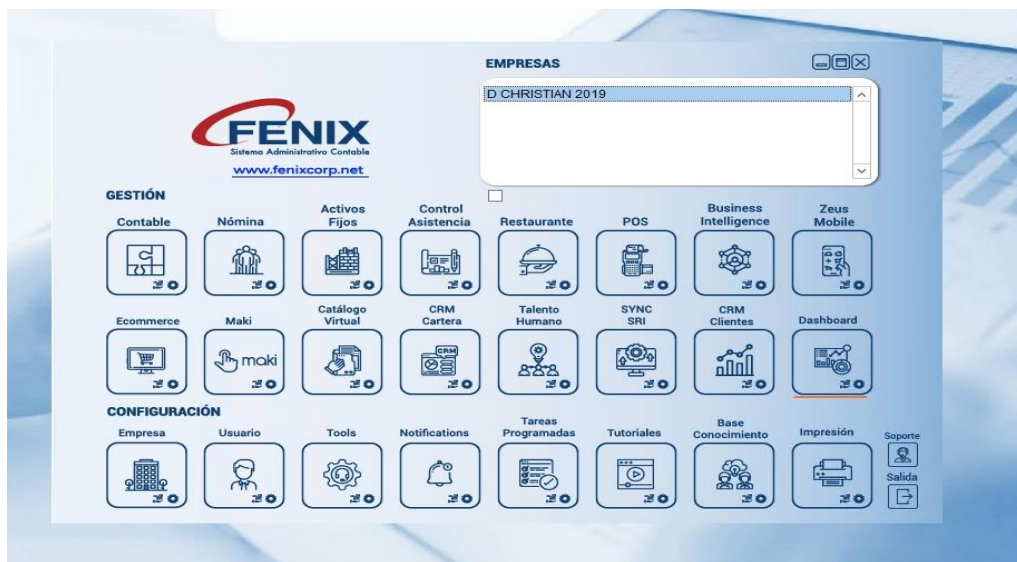 EMPRESAS
D CHRISTIAN 2019
FENIX
Sistema Administrativo Contable
www.fenixcorp.net
GESTIÓN
Contable
Nómina
Activos
Fijos
Control
Asistencia
Restaurante
POS
Business
Intelligence
Zeus
Mobile
Ecommerce
Maki
maki
Catálogo
Virtual
CRM
Cartera
CRM
Talento
Humano
SYNC
SRI
CRM
Clientes
Dashboard
CONFIGURACIÓN
Empresa
Usuario
Tools
Notifications
Tareas
Programadas
Tutoriales
Base
Conocimiento
Impresión
Soporte
Salida